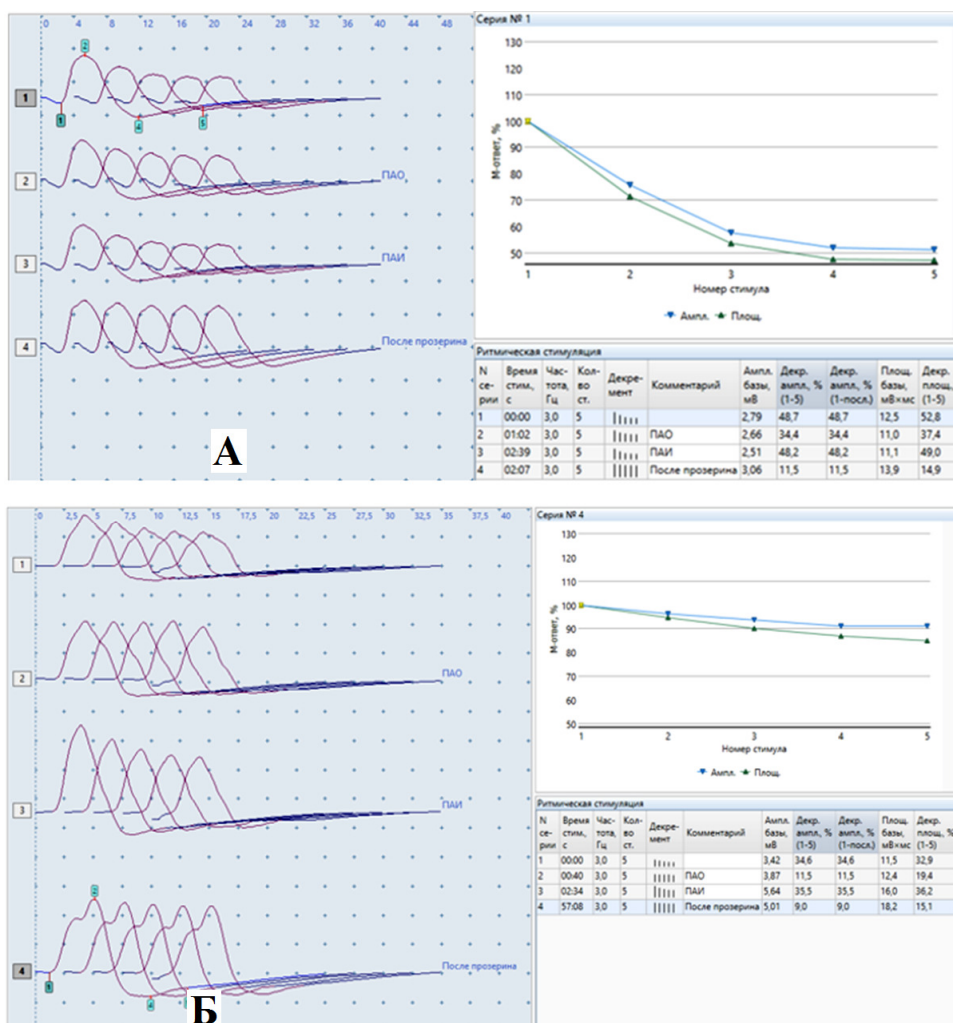 0 4 8 12 16 20 24 28 32 36 40 44 48
Серия № 1
130
120
110
100
90
80
70
60
50
М-ответ, %
1 2 3 4 5
Номер стимула
Ампл. Площ.
1
2
1
4
5
2
ПАО
3
ПАИ
4
После прозерина
А
Ритмическая стимуляция
N се-рии Время стим., с Час-тота, Гц Кол-во ст. Декре-мент Комментарий Ампл. базы, мВ Декр. ампл., % (1-5) Декр. ампл., % (1-посл.) Площ. базы, мВ×мс Декр. площ., % (1-5)
1 00:00 3,0 5 2,79 48,7 48,7 12,5 52,8
2 01:02 3,0 5 ПАО 2,66 34,4 34,4 11,0 37,4
3 02:39 3,0 5 ПАИ 2,51 48,2 48,2 11,1 49,0
4 02:07 3,0 5 После прозерина 3,06 11,5 11,5 13,9 14,9
0 2,5 5 7,5 10 12,5 15 17,5 20 22,5 25 27,5 30 32,5 35 37,5 40
Серия № 4
130
120
110
100
90
80
70
60
50
М-ответ, %
1 2 3 4 5
Номер стимула
Ампл. Площ.
1
2
ПАО
3
ПАИ
4
2
1
4
После прозерина
Б
Ритмическая стимуляция
N се-рии Время стим., с Час-тота, Гц Кол-во ст. Декре-мент Комментарий Ампл. базы, мВ Декр. ампл., % (1-5) Декр. ампл., % (1-посл.) Площ. базы, мВ×мс Декр. площ., % (1-5)
1 00:00 3,0 5 3,42 34,6 34,6 11,5 32,9
2 00:40 3,0 5 ПАО 3,87 11,5 11,5 12,4 19,4
3 02:34 3,0 5 ПАИ 5,64 35,5 35,5 16,0 36,2
4 57:08 3,0 5 После прозерина 5,01 9,0 9,0 18,2 15,1